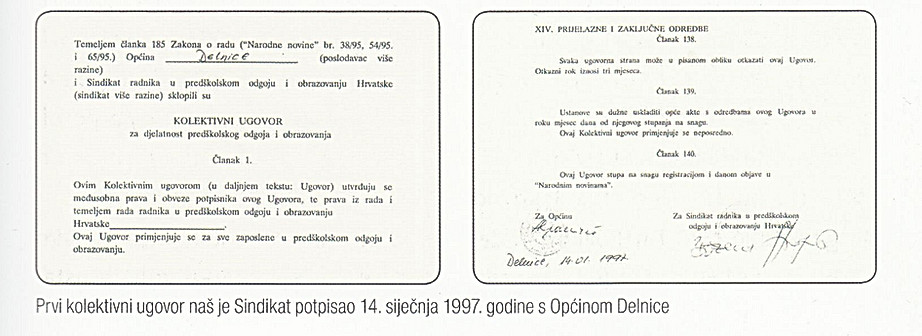 Temeljem članka 185 Zakona o radu ("Narodne novine" br. 38/95, 54/95.
i 65/95.) Općina Delnice (poslodavac više
razine)
i Sindikat radnika u predškolskom odgoju i obrazovanju Hrvatske
(sindikat više razine) sklopili su
KOLEKTIVNI UGOVOR
za djelatnost predškolskog odgoja i obrazovanja
Članak 1.
Ovim Kolektivnim ugovorom (u daljnjem tekstu: Ugovor) utvrđuju se
međusobna prava i obveze potpisnika ovog Ugovora, te prava iz rada i
temeljem rada radnika u predškolskom odgoju i obrazovanju
Hrvatske
Ovaj Ugovor primjenjuje se za sve zaposlene u predškolskom odgoju i
obrazovanju.
XIV. PRIJELAZNE I ZAKLJUČNE ODREDBE
Članak 138.
Svaka ugovorna strana može u pisanom obliku otkazati ovaj Ugovor.
Otkazni rok iznosi tri mjeseca.
Članak 139.
Ustanove su dužne uskladiti opće akte s odredbama ovog Ugovora u
roku mjesec dana od njegovog stupanja na snagu.
Ovaj Kolektivni ugovor primjenjuje se neposredno.
Članak 140.
Ovaj Ugovor stupa na snagu registracijom i danom objave u
"Narodnim novinama".
Za Općinu
Za Sindikat radnika u predškolskom
odgoju i obrazovanju Hrvatske
Delnice, 14.01. 1997.
Prvi kolektivni ugovor naš je Sindikat potpisao 14. siječnja 1997. godine s Općinom Delnice